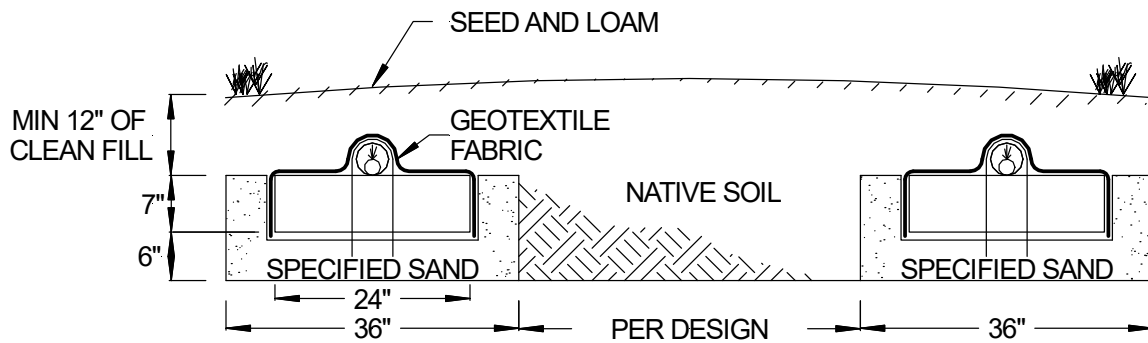 SEED AND LOAM
MIN 12" OF
CLEAN FILL
GEOTEXTILE
FABRIC
7"
NATIVE SOIL
6"
SPECIFIED SAND
SPECIFIED SAND
24"
36"
PER DESIGN
36"